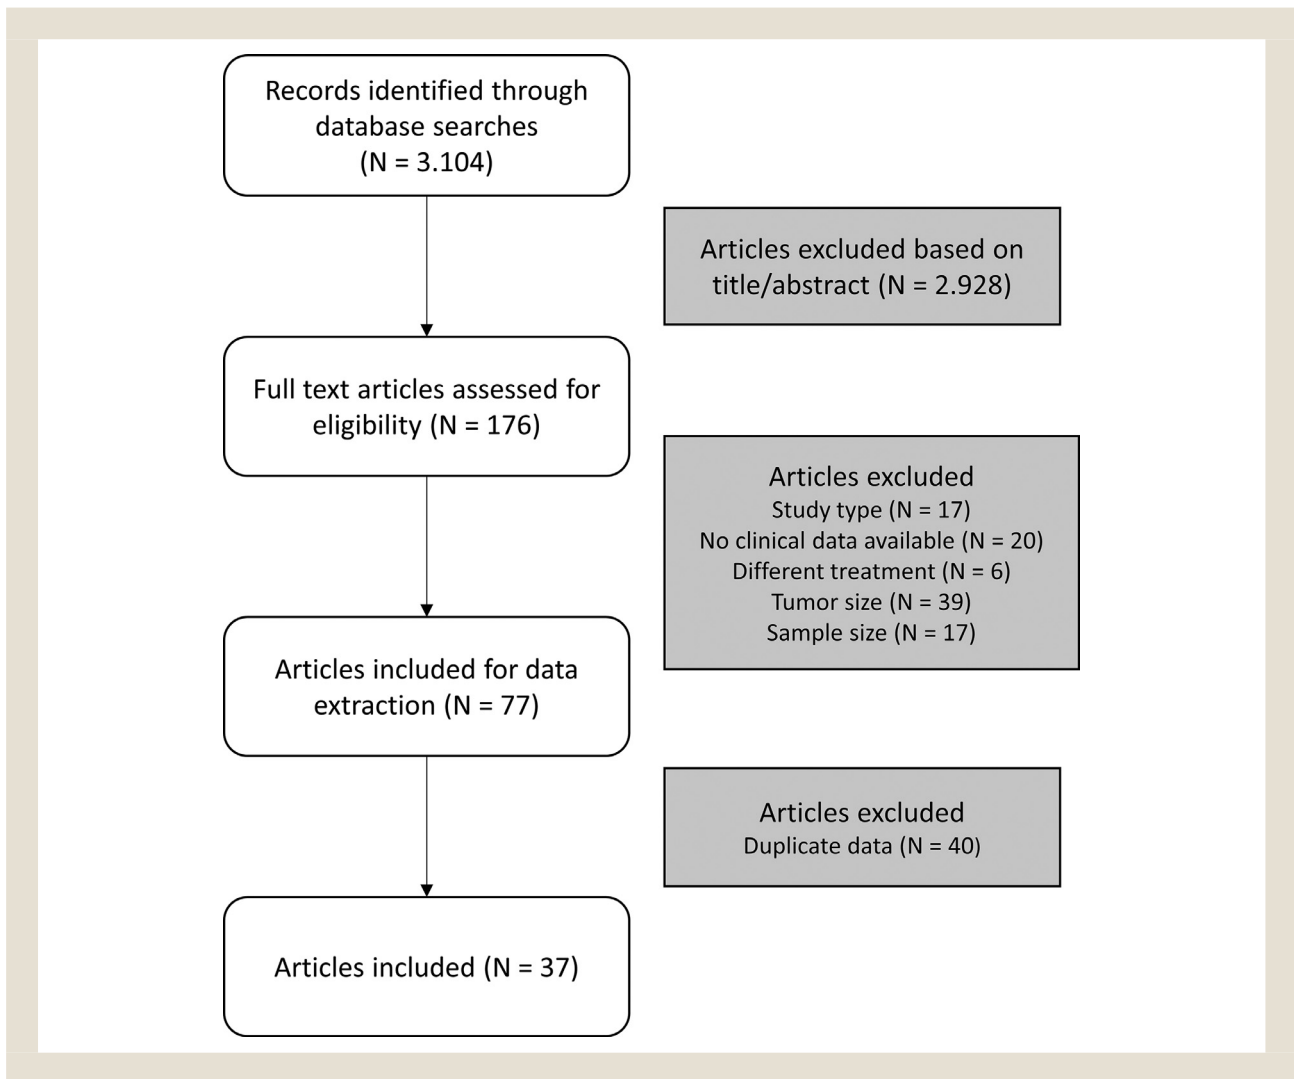 Records identified through
database searches
(N = 3.104)
Articles excluded based on
title/abstract (N = 2.928)
Full text articles assessed for
eligibility (N = 176)
Articles excluded
Study type (N = 17)
No clinical data available (N = 20)
Different treatment (N = 6)
Tumor size (N = 39)
Sample size (N = 17)
Articles included for data
extraction (N = 77)
Articles excluded
Duplicate data (N = 40)
Articles included (N = 37)